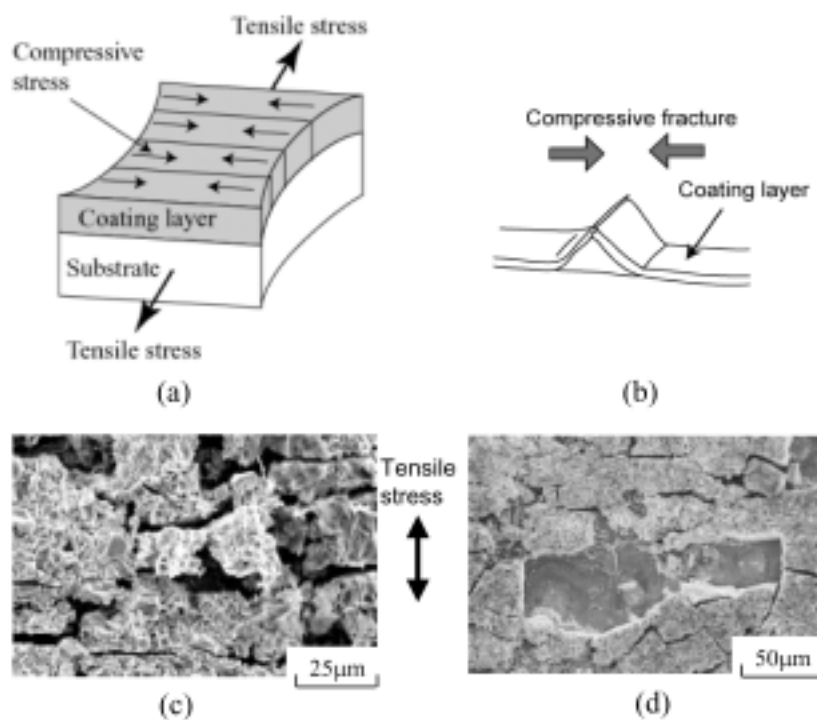 Tensile stress
Compressive
stress
Coating layer
Substrate
Tensile stress
(a)
Compressive fracture
Coating layer
(b)
Tensile
stress
25μm
(c)
50μm
(d)